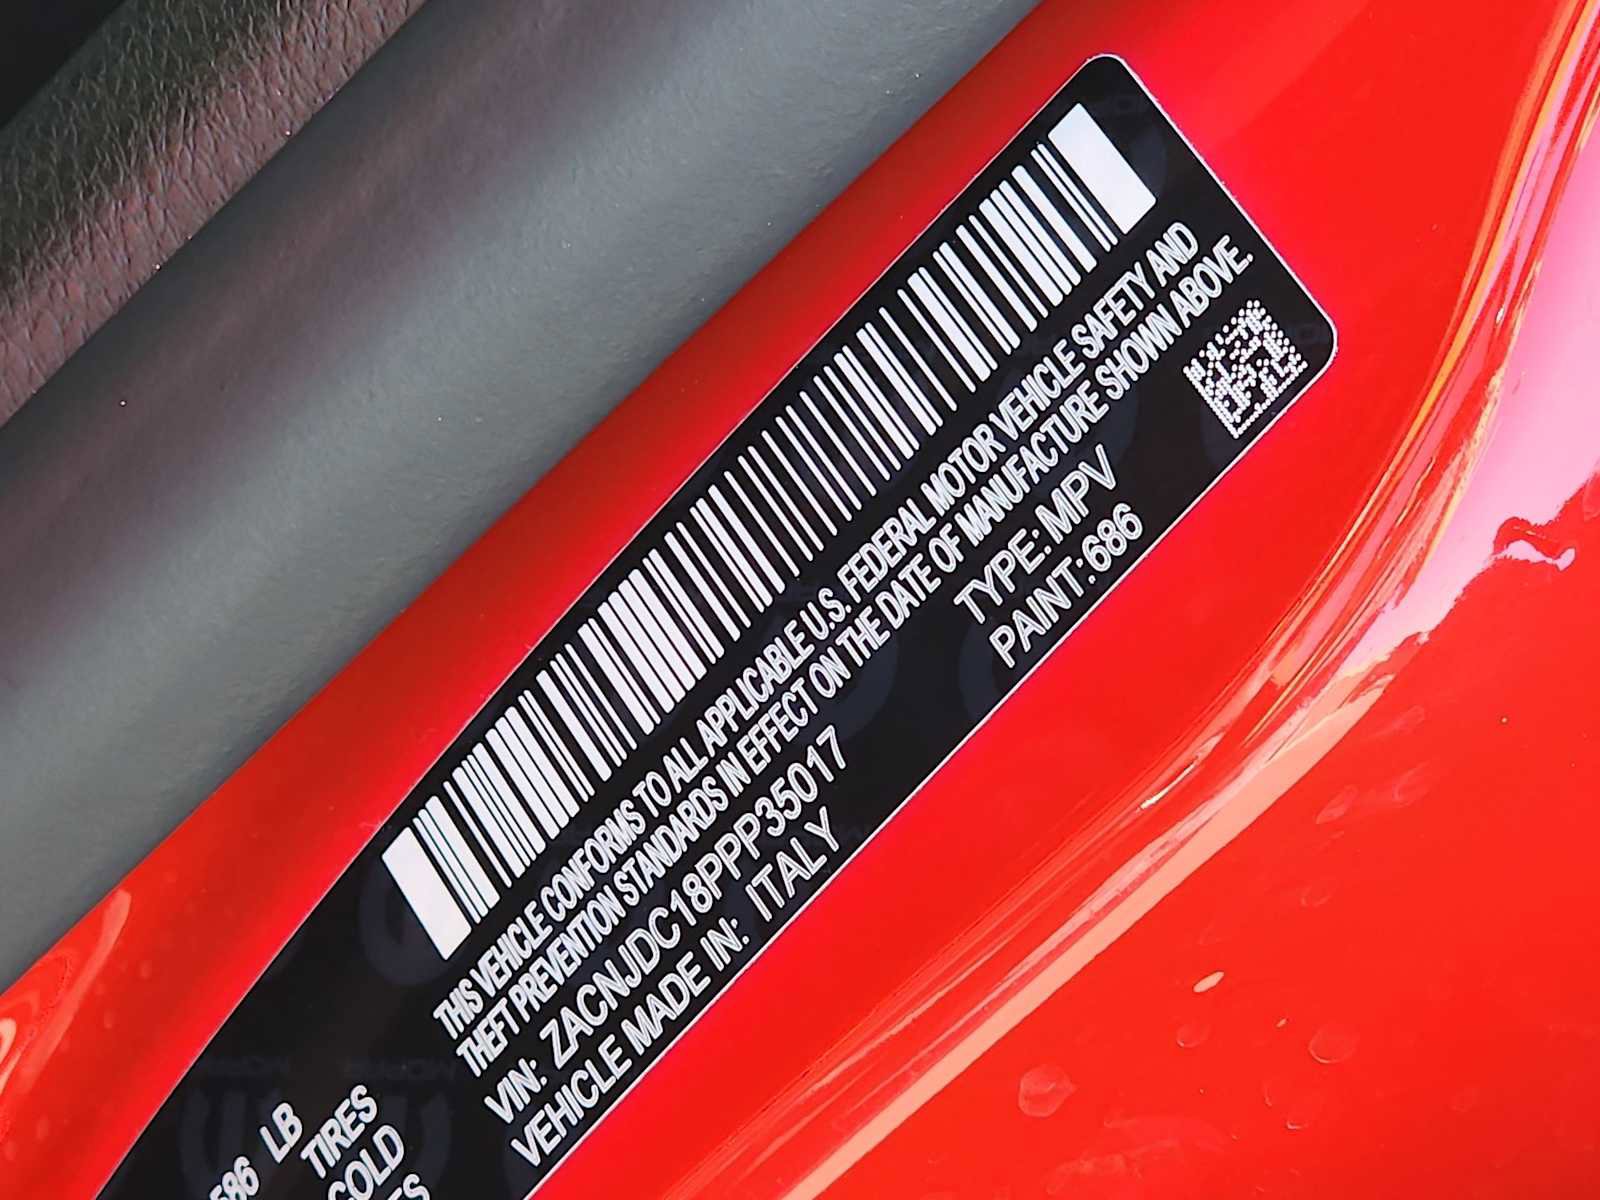 THIS VEHICLE CONFORMS TO ALL APPLICABLE U.S. FEDERAL MOTOR VEHICLE SAFETY AND
THEFT PREVENTION STANDARDS IN EFFECT ON THE DATE OF MANUFACTURE SHOWN ABOVE.
VIN: ZACNJDC18PPP35017 TYPE: MPV
VEHICLE MADE IN: ITALY PAINT:686
LB
TIRES
COLD